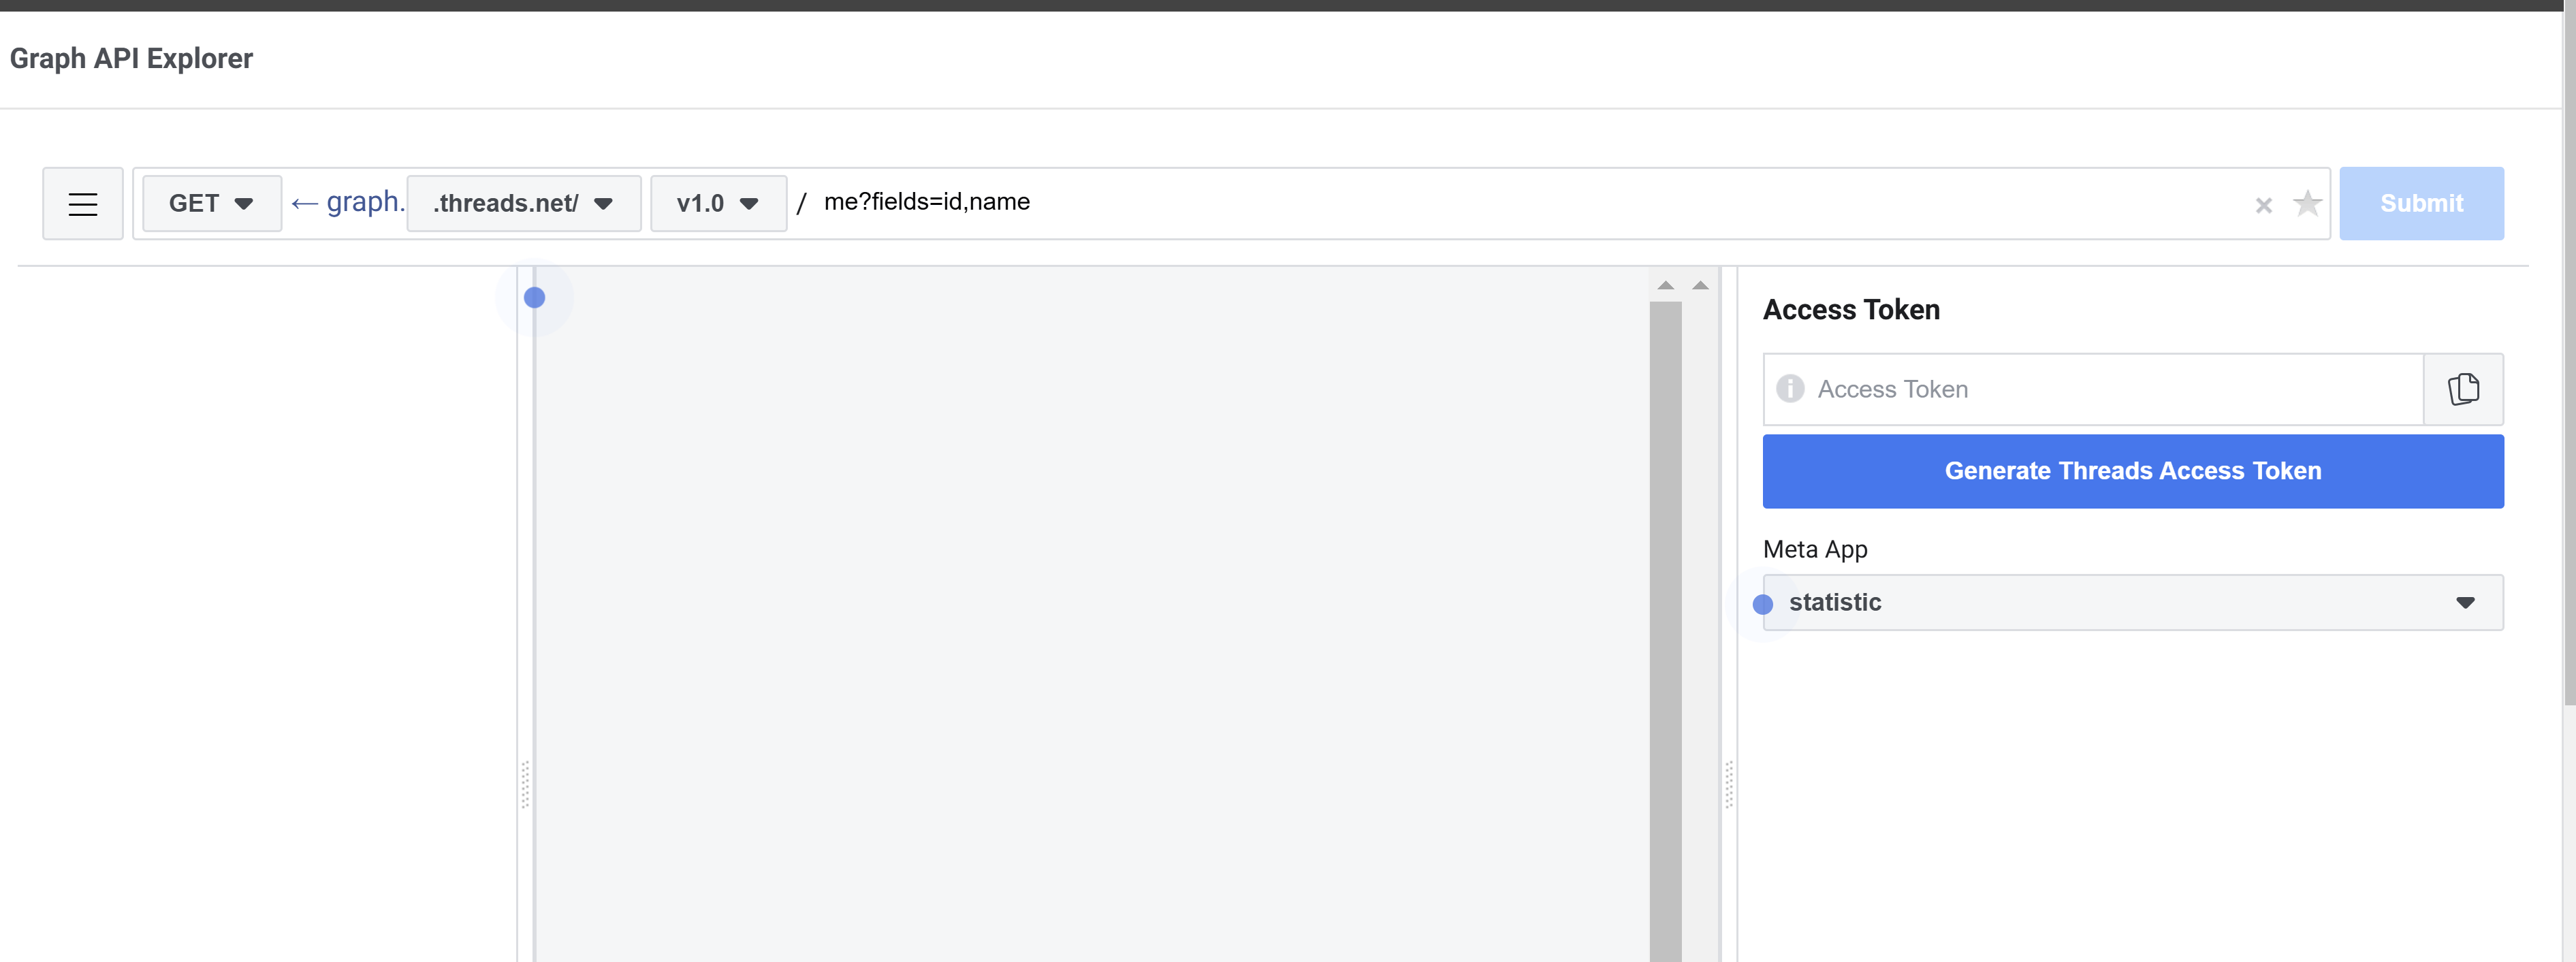 Graph API Explorer
GET ← graph. .threads.net/ v1.0 / me?fields=id,name × Submit
Access Token
Access Token
Generate Threads Access Token
Meta App
statistic